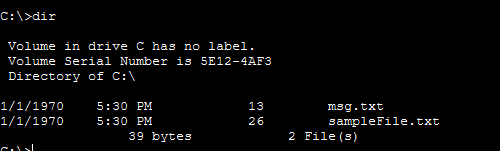 C:\>dir
Volume in drive C has no label.
Volume Serial Number is 5E12-4AF3
Directory of C:\
1/1/1970 5:30 PM 13 msg.txt
1/1/1970 5:30 PM 26 sampleFile.txt
39 bytes 2 File(s)
C:\>